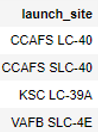 launch_site
CCAFS LC-40
CCAFS SLC-40
KSC LC-39A
VAFB SLC-4E